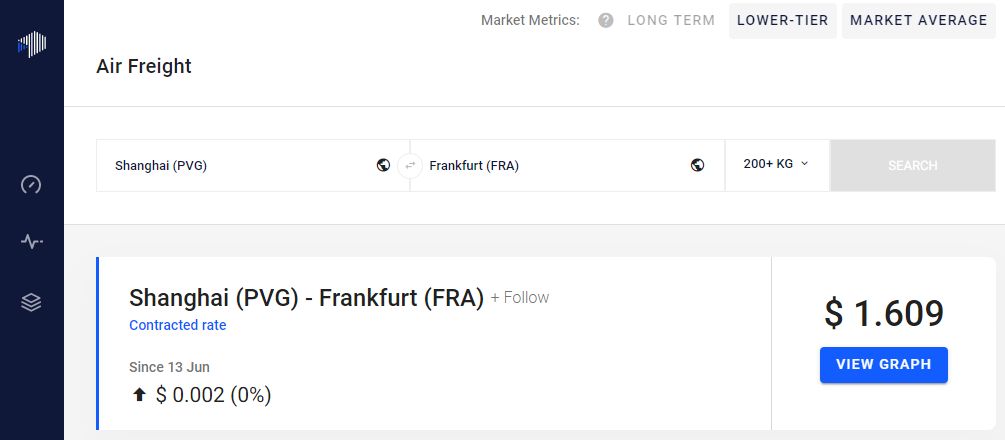 Market Metrics: ? LONG TERM LOWER-TIER MARKET AVERAGE
Air Freight
Shanghai (PVG) Frankfurt (FRA) 200+ KG SEARCH
Shanghai (PVG) - Frankfurt (FRA) + Follow
Contracted rate
$ 1.609
VIEW GRAPH
Since 13 Jun
$ 0.002 (0%)